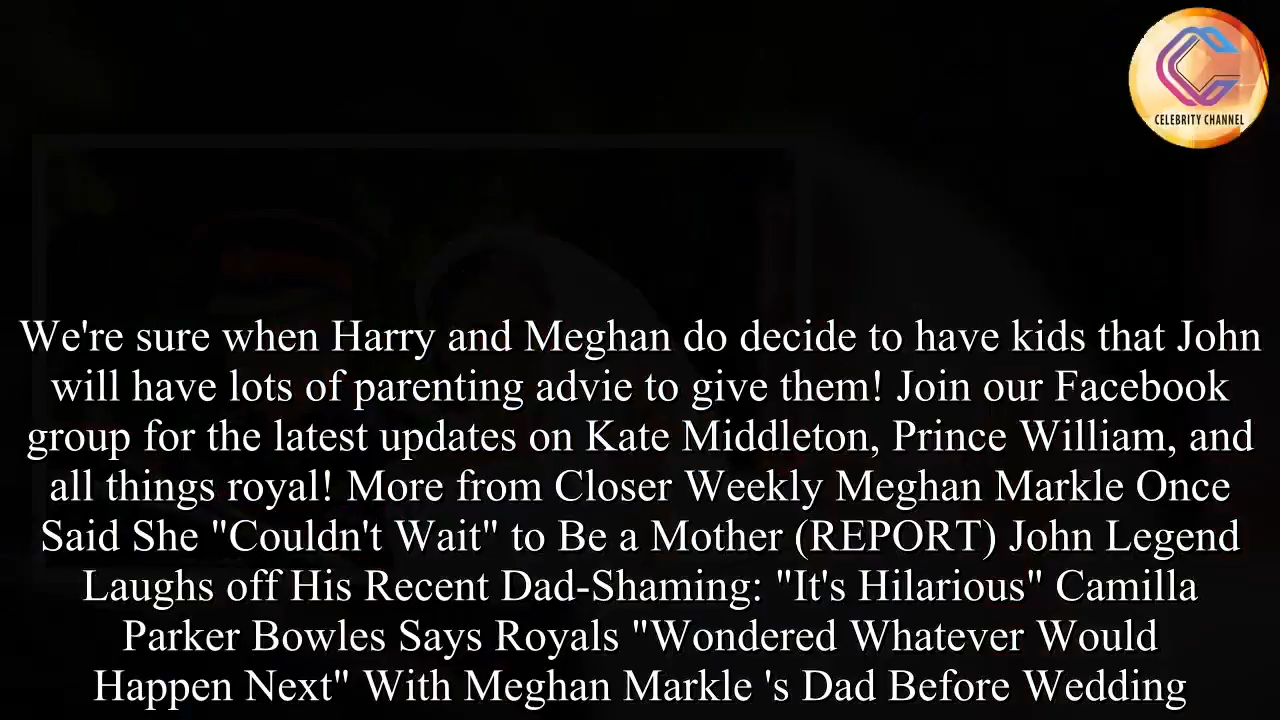 CELEBRITY CHANNEL
We're sure when Harry and Meghan do decide to have kids that John
will have lots of parenting advie to give them! Join our Facebook
group for the latest updates on Kate Middleton, Prince William, and
all things royal! More from Closer Weekly Meghan Markle Once
Said She "Couldn't Wait" to Be a Mother (REPORT) John Legend
Laughs off His Recent Dad-Shaming: "It's Hilarious" Camilla
Parker Bowles Says Royals "Wondered Whatever Would
Happen Next" With Meghan Markle 's Dad Before Wedding